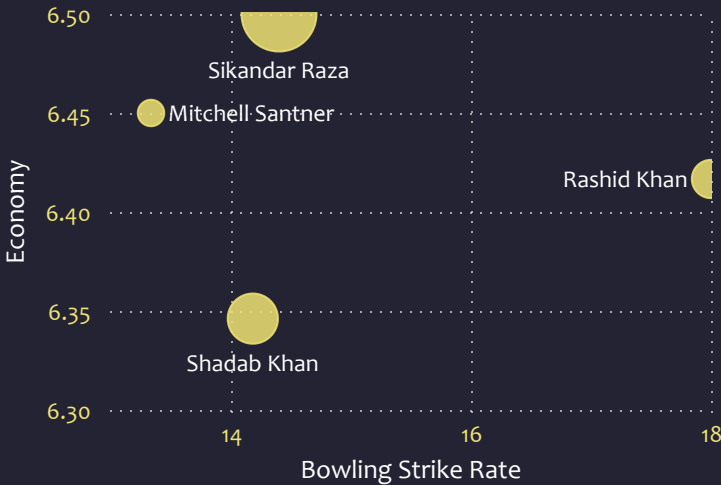 6.50
Sikandar Raza
6.45
Mitchell Santner
Rashid Khan
Economy
6.40
6.35
Shadab Khan
6.30
14
16
18
Bowling Strike Rate